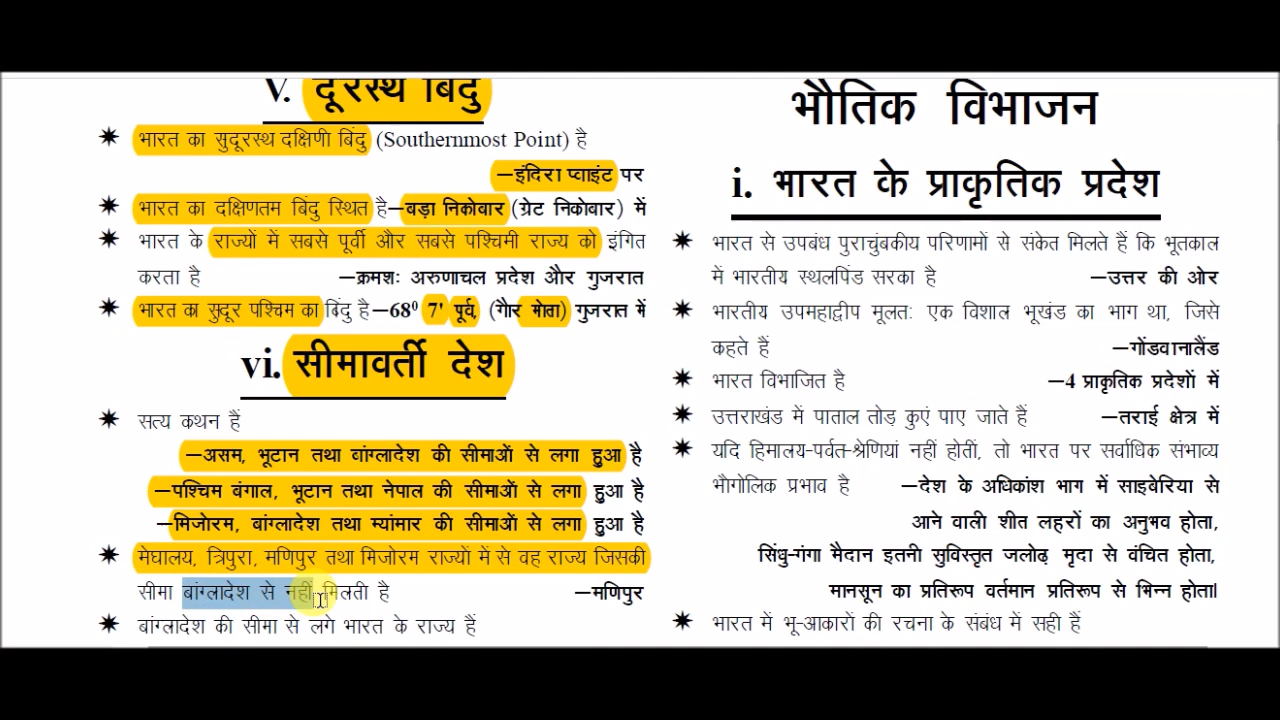 v. दूरस्थ बिंदु
✷ भारत का सुदूरस्थ दक्षिणी बिंदु (Southernmost Point) है
–इंदिरा प्वाइंट पर
✷ भारत का दक्षिणतम बिंदु स्थित है–बड़ा निकोबार (ग्रेट निकोबार) में
✷ भारत के राज्यों में सबसे पूर्वी और सबसे पश्चिमी राज्य को इंगित
करता है –क्रमशः अरुणाचल प्रदेश और गुजरात
✷ भारत का सुदूर पश्चिम का बिंदु है–68⁰ 7' पूर्व, (गौर मोता) गुजरात में
vi. सीमावर्ती देश
✷ सत्य कथन हैं
–असम, भूटान तथा बांग्लादेश की सीमाओं से लगा हुआ है
–पश्चिम बंगाल, भूटान तथा नेपाल की सीमाओं से लगा हुआ है
–मिजोरम, बांग्लादेश तथा म्यांमार की सीमाओं से लगा हुआ है
✷ मेघालय, त्रिपुरा, मणिपुर तथा मिजोरम राज्यों में से वह राज्य जिसकी
सीमा बांग्लादेश से नहीं मिलती है –मणिपुर
✷ बांग्लादेश की सीमा से लगे भारत के राज्य हैं
भौतिक विभाजन
i. भारत के प्राकृतिक प्रदेश
✷ भारत से उपबंध पुराचुंबकीय परिणामों से संकेत मिलते हैं कि भूतकाल
में भारतीय स्थलपिंड सरका है –उत्तर की ओर
✷ भारतीय उपमहाद्वीप मूलत: एक विशाल भूखंड का भाग था, जिसे
कहते हैं –गोंडवानालैंड
✷ भारत विभाजित है –4 प्राकृतिक प्रदेशों में
✷ उत्तराखंड में पाताल तोड़ कुएं पाए जाते हैं –तराई क्षेत्र में
✷ यदि हिमालय-पर्वत-श्रेणियां नहीं होतीं, तो भारत पर सर्वाधिक संभाव्य
भौगोलिक प्रभाव है –देश के अधिकांश भाग में साइबेरिया से
आने वाली शीत लहरों का अनुभव होता,
सिंधु-गंगा मैदान इतनी सुविस्तृत जलोढ़ मृदा से वंचित होता,
मानसून का प्रतिरूप वर्तमान प्रतिरूप से भिन्न होता।
✷ भारत में भू-आकारों की रचना के संबंध में सही हैं